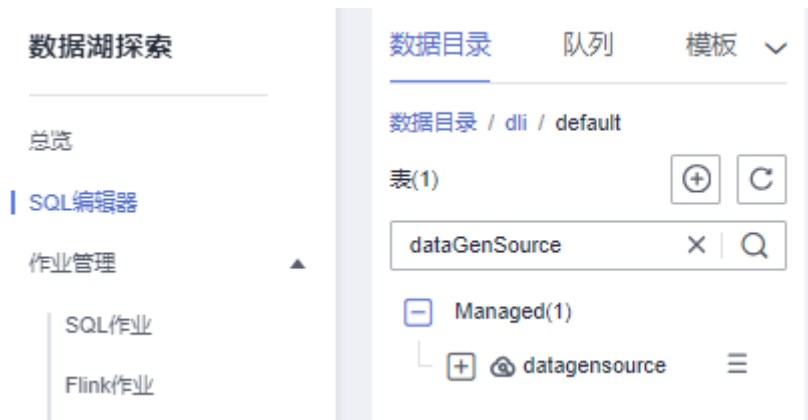 数据湖探索
总览
SQL编辑器
作业管理
SQL作业
Flink作业
数据目录 队列 模板
数据目录 / dli / default
表(1)
dataGenSource
Managed(1)
datagensource